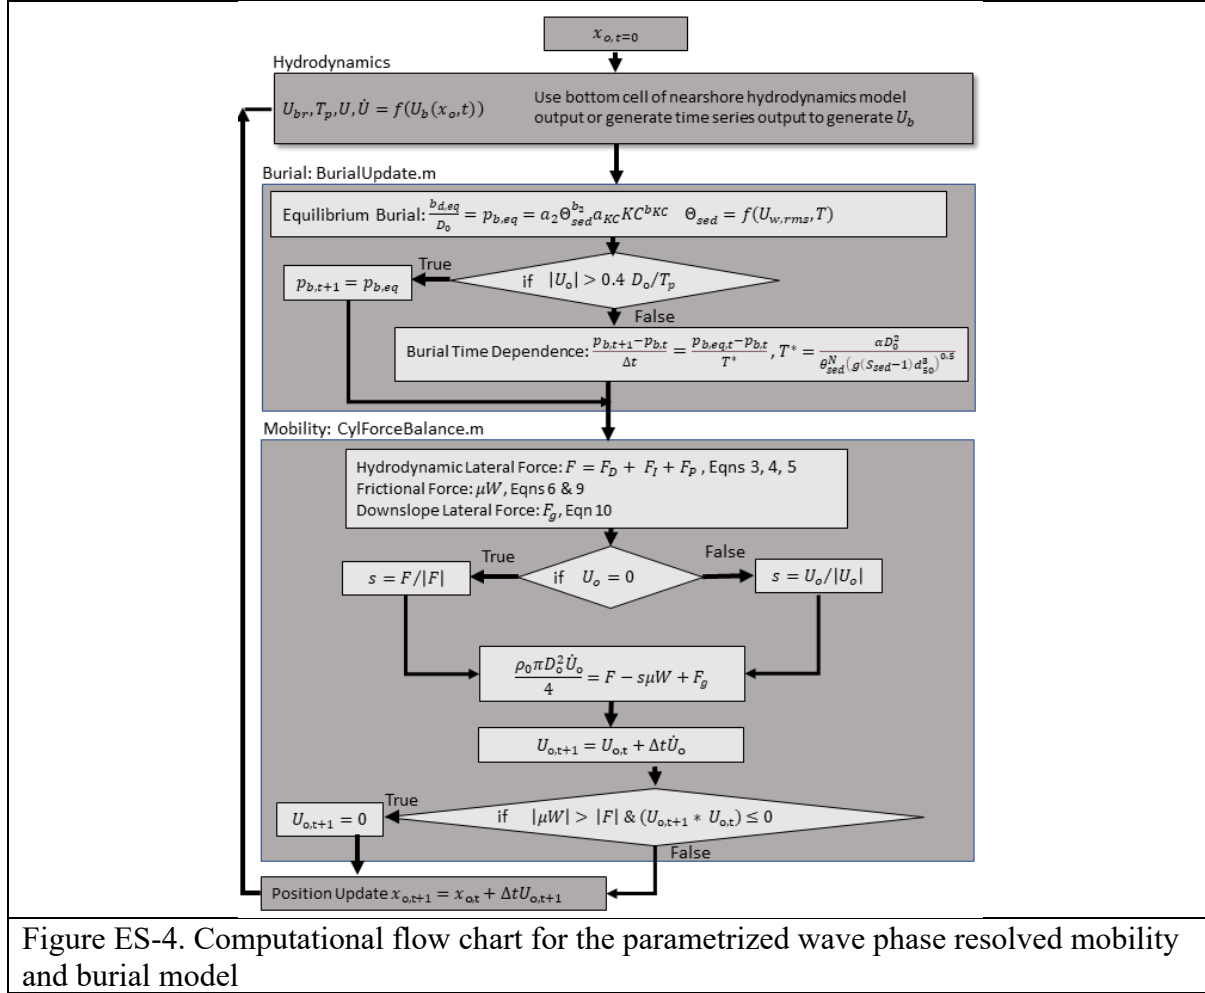 x_{o,t=0}
Hydrodynamics
U_{br}, T_p, U, U̇ = f(U_b(x_o, t))
Use bottom cell of nearshore hydrodynamics model
output or generate time series output to generate U_b
Burial: BurialUpdate.m
Equilibrium Burial: \frac{b_{d,eq}}{D_0} = p_{b,eq} = a_2 Θ_{sed}^{b_2} a_{KC} KC^{b_{KC}}   Θ_{sed} = f(U_{w,rms}, T)
True
if |U_o| > 0.4 D_o/T_p
p_{b,t+1} = p_{b,eq}
False
Burial Time Dependence: \frac{p_{b,t+1} − p_{b,t}}{Δt} = \frac{p_{b,eq,t} − p_{b,t}}{T*}, T* = \frac{αD_0^2}{θ_{sed}^N (g(S_{sed}−1)d_{50}^3)^{0.5}}
Mobility: CylForceBalance.m
Hydrodynamic Lateral Force: F = F_D + F_I + F_P , Eqns 3, 4, 5
Frictional Force: μW, Eqns 6 & 9
Downslope Lateral Force: F_g, Eqn 10
True
False
s = F/|F|
if U_o = 0
s = U_o/|U_o|
\frac{ρ_0 π D_o^2 U̇_o}{4} = F − sμW + F_g
U_{o,t+1} = U_{o,t} + ΔtU̇_o
True
U_{o,t+1} = 0
if |μW| > |F| & (U_{o,t+1} * U_{o,t}) ≤ 0
False
Position Update x_{o,t+1} = x_{o,t} + ΔtU_{o,t+1}
Figure ES-4. Computational flow chart for the parametrized wave phase resolved mobility
and burial model